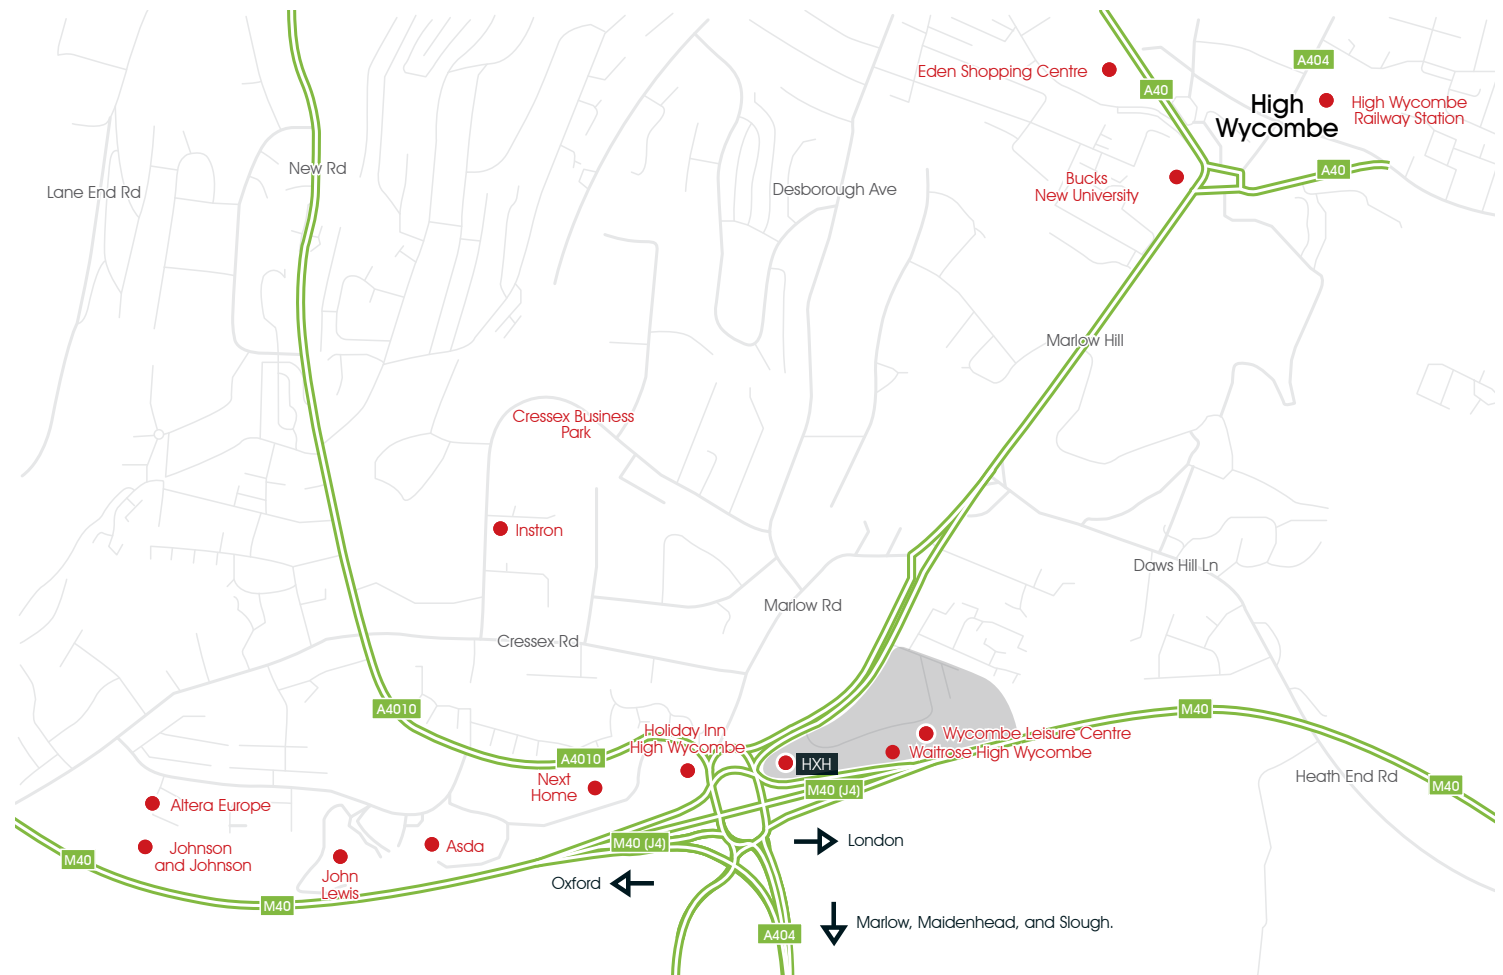 A404
Eden Shopping Centre
A40
High
Wycombe
High Wycombe
Railway Station
New Rd
Lane End Rd
Desborough Ave
Bucks
New University
A40
Marlow Hill
Cressex Business
Park
Instron
Daws Hill Ln
Marlow Rd
Cressex Rd
A4010
M40
Holiday Inn
High Wycombe
Wycombe Leisure Centre
Waitrose High Wycombe
A4010
HXH
Next
Home
M40 (J4)
Heath End Rd
M40
Altera Europe
Johnson
and Johnson
M40
John
Lewis
Asda
M40 (J4)
London
Oxford
M40
Marlow, Maidenhead, and Slough.
A404